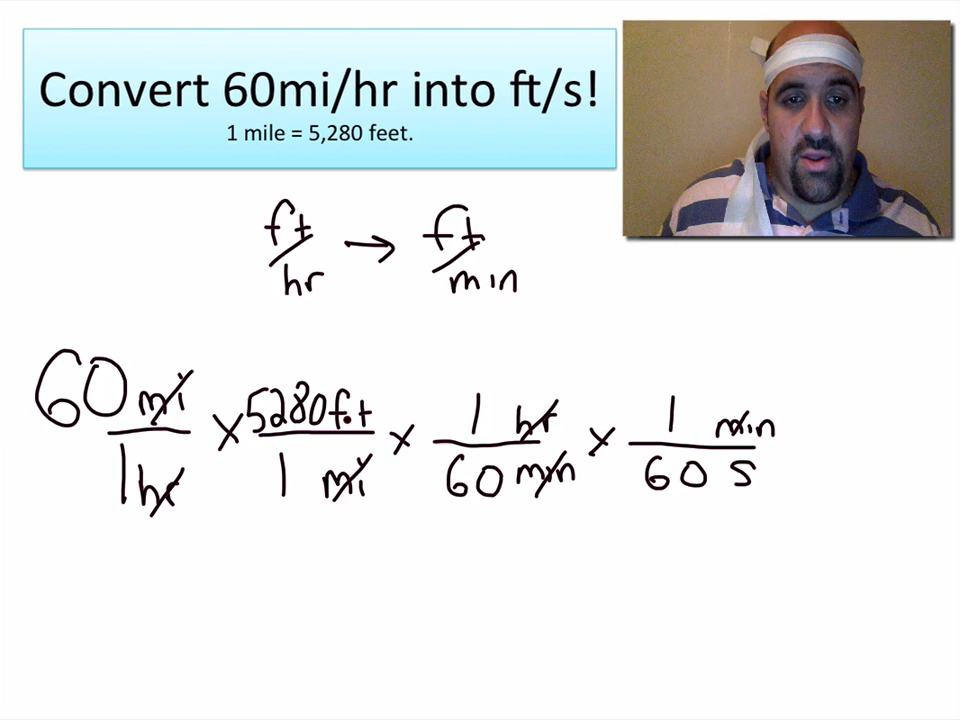 Convert 60mi/hr into ft/s!
1 mile = 5,280 feet.
ft/hr → ft/min
60 mi/1 hr × 5280 ft/1 mi × 1 hr/60 min × 1 min/60 s